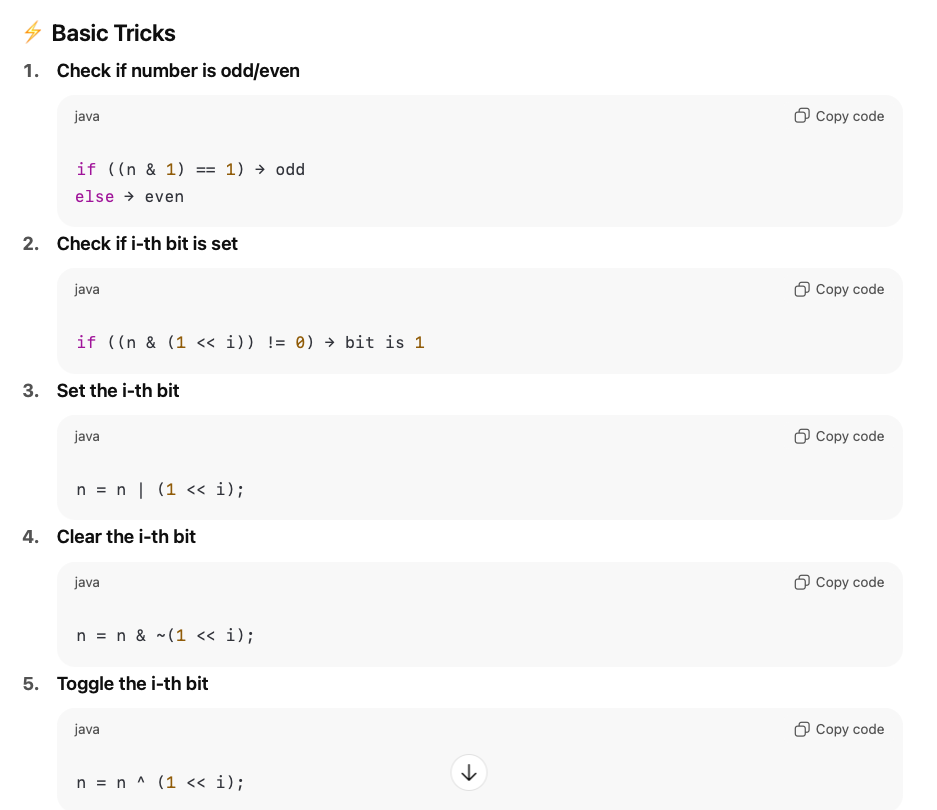 ⚡ Basic Tricks
1. Check if number is odd/even
java Copy code
if ((n & 1) == 1) → odd
else → even
2. Check if i-th bit is set
java Copy code
if ((n & (1 << i)) != 0) → bit is 1
3. Set the i-th bit
java Copy code
n = n | (1 << i);
4. Clear the i-th bit
java Copy code
n = n & ~(1 << i);
5. Toggle the i-th bit
java Copy code
n = n ^ (1 << i);